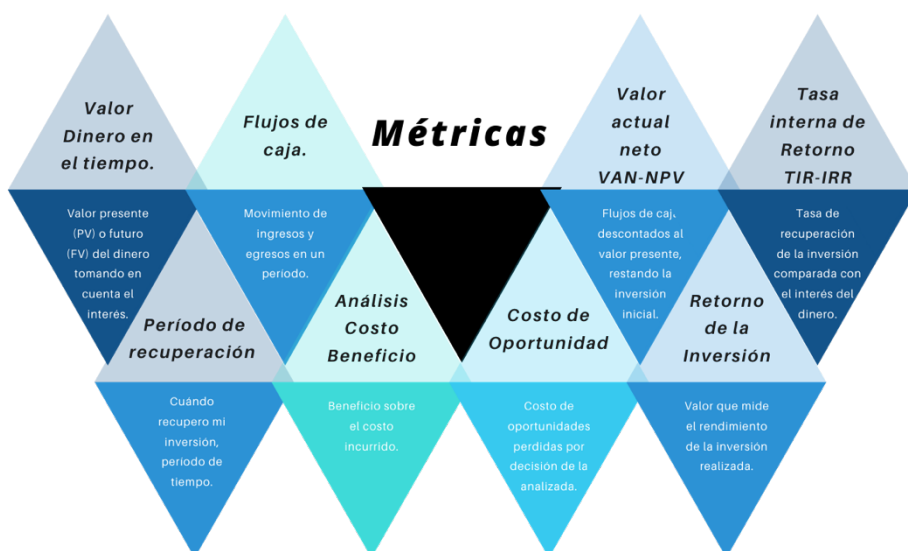 Métricas
Valor
Dinero en
el tiempo.
Valor presente
(PV) o futuro
(FV) del dinero
tomando en
cuenta el
interés.
Flujos de
caja.
Movimiento de
ingresos y
egresos en un
periodo.
Valor
actual
neto
VAN-NPV
Flujos de caja
descontados al
valor presente,
restando la
inversión
inicial.
Tasa
interna de
Retorno
TIR-IRR
Tasa de
recuperación
de la inversión
comparada con
el interés del
dinero.
Período de
recuperación
Cuándo
recupero mi
inversión,
período de
tiempo.
Análisis
Costo
Beneficio
Beneficio sobre
el costo
incurrido.
Costo de
Oportunidad
Costo de
oportunidades
perdidas por
decisión de la
analizada.
Retorno
de la
Inversión
Valor que mide
el rendimiento
de la inversión
realizada.